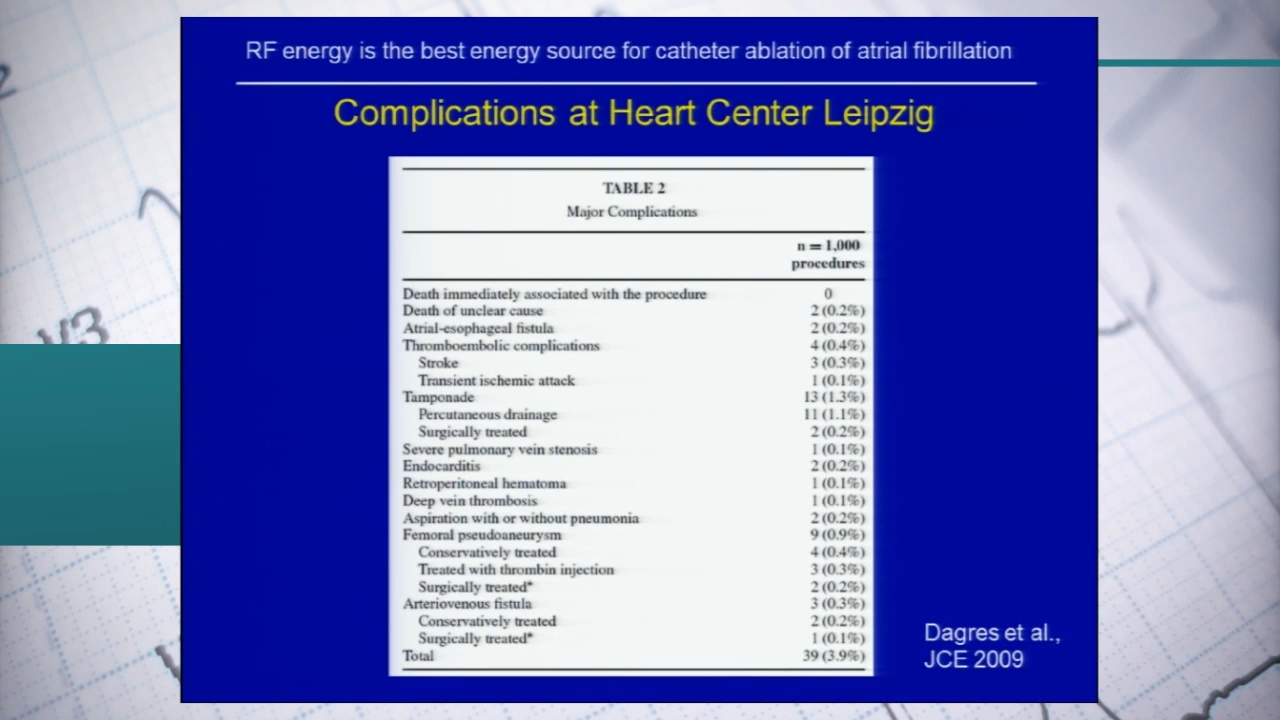 RF energy is the best energy source for catheter ablation of atrial fibrillation
Complications at Heart Center Leipzig
TABLE 2
Major Complications
n = 1,000
procedures
Death immediately associated with the procedure 0
Death of unclear cause 2 (0.2%)
Atrial-esophageal fistula 2 (0.2%)
Thromboembolic complications 4 (0.4%)
Stroke 3 (0.3%)
Transient ischemic attack 1 (0.1%)
Tamponade 13 (1.3%)
Percutaneous drainage 11 (1.1%)
Surgically treated 2 (0.2%)
Severe pulmonary vein stenosis 1 (0.1%)
Endocarditis 2 (0.2%)
Retroperitoneal hematoma 1 (0.1%)
Deep vein thrombosis 1 (0.1%)
Aspiration with or without pneumonia 2 (0.2%)
Femoral pseudoaneurysm 9 (0.9%)
Conservatively treated 4 (0.4%)
Treated with thrombin injection 3 (0.3%)
Surgically treated* 2 (0.2%)
Arteriovenous fistula 3 (0.3%)
Conservatively treated 2 (0.2%)
Surgically treated* 1 (0.1%)
Total 39 (3.9%)
Dagres et al.,
JCE 2009
V3